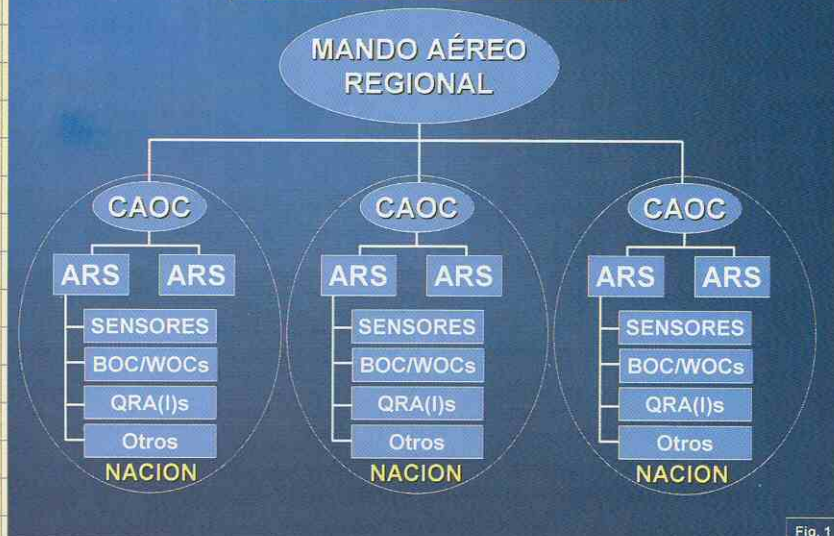 MANDO AÉREO
REGIONAL
CAOC
ARS ARS
SENSORES
BOC/WOCs
QRA(I)s
Otros
NACION
CAOC
ARS ARS
SENSORES
BOC/WOCs
QRA(I)s
Otros
NACION
CAOC
ARS ARS
SENSORES
BOC/WOCs
QRA(I)s
Otros
NACION
Fig. 1